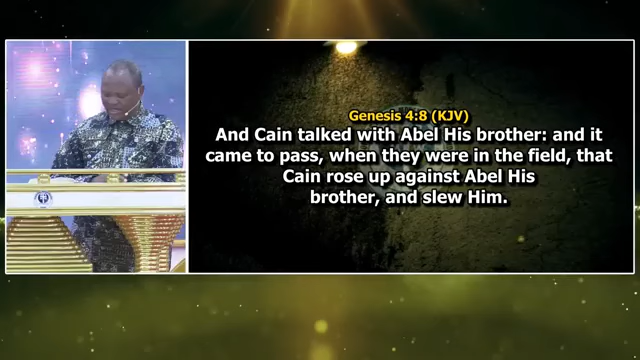 Genesis 4:8 (KJV)
And Cain talked with Abel His brother: and it
came to pass, when they were in the field, that
Cain rose up against Abel His
brother, and slew Him.